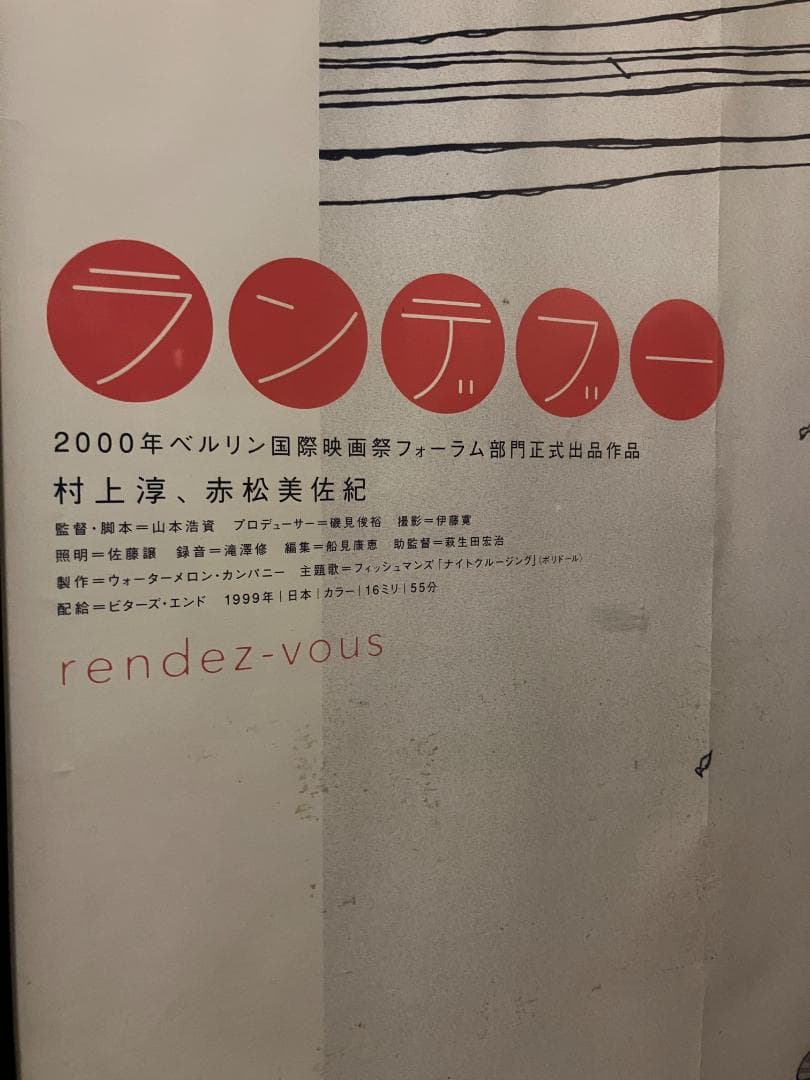 ランデブー
2000年ベルリン国際映画祭フォーラム部門正式出品作品
村上淳、赤松美佐紀
監督・脚本＝山本浩資 プロデューサー＝磯見俊裕 撮影＝伊藤寛
照明＝佐藤譲 録音＝滝澤修 編集＝船見康恵 助監督＝萩生田宏治
製作＝ウォーターメロン・カンパニー 主題歌＝フィッシュマンズ「ナイトクルージング」(ポリドール)
配給＝ビターズ・エンド 1999年|日本|カラー|16ミリ|55分
rendez-vous